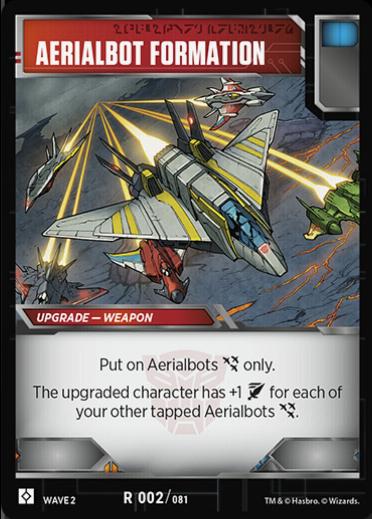 AERIALBOT FORMATION
UPGRADE — WEAPON
Put on Aerialbots only.
The upgraded character has +1 for each of
your other tapped Aerialbots.
WAVE 2 R 002/081 TM & © Hasbro. © Wizards.